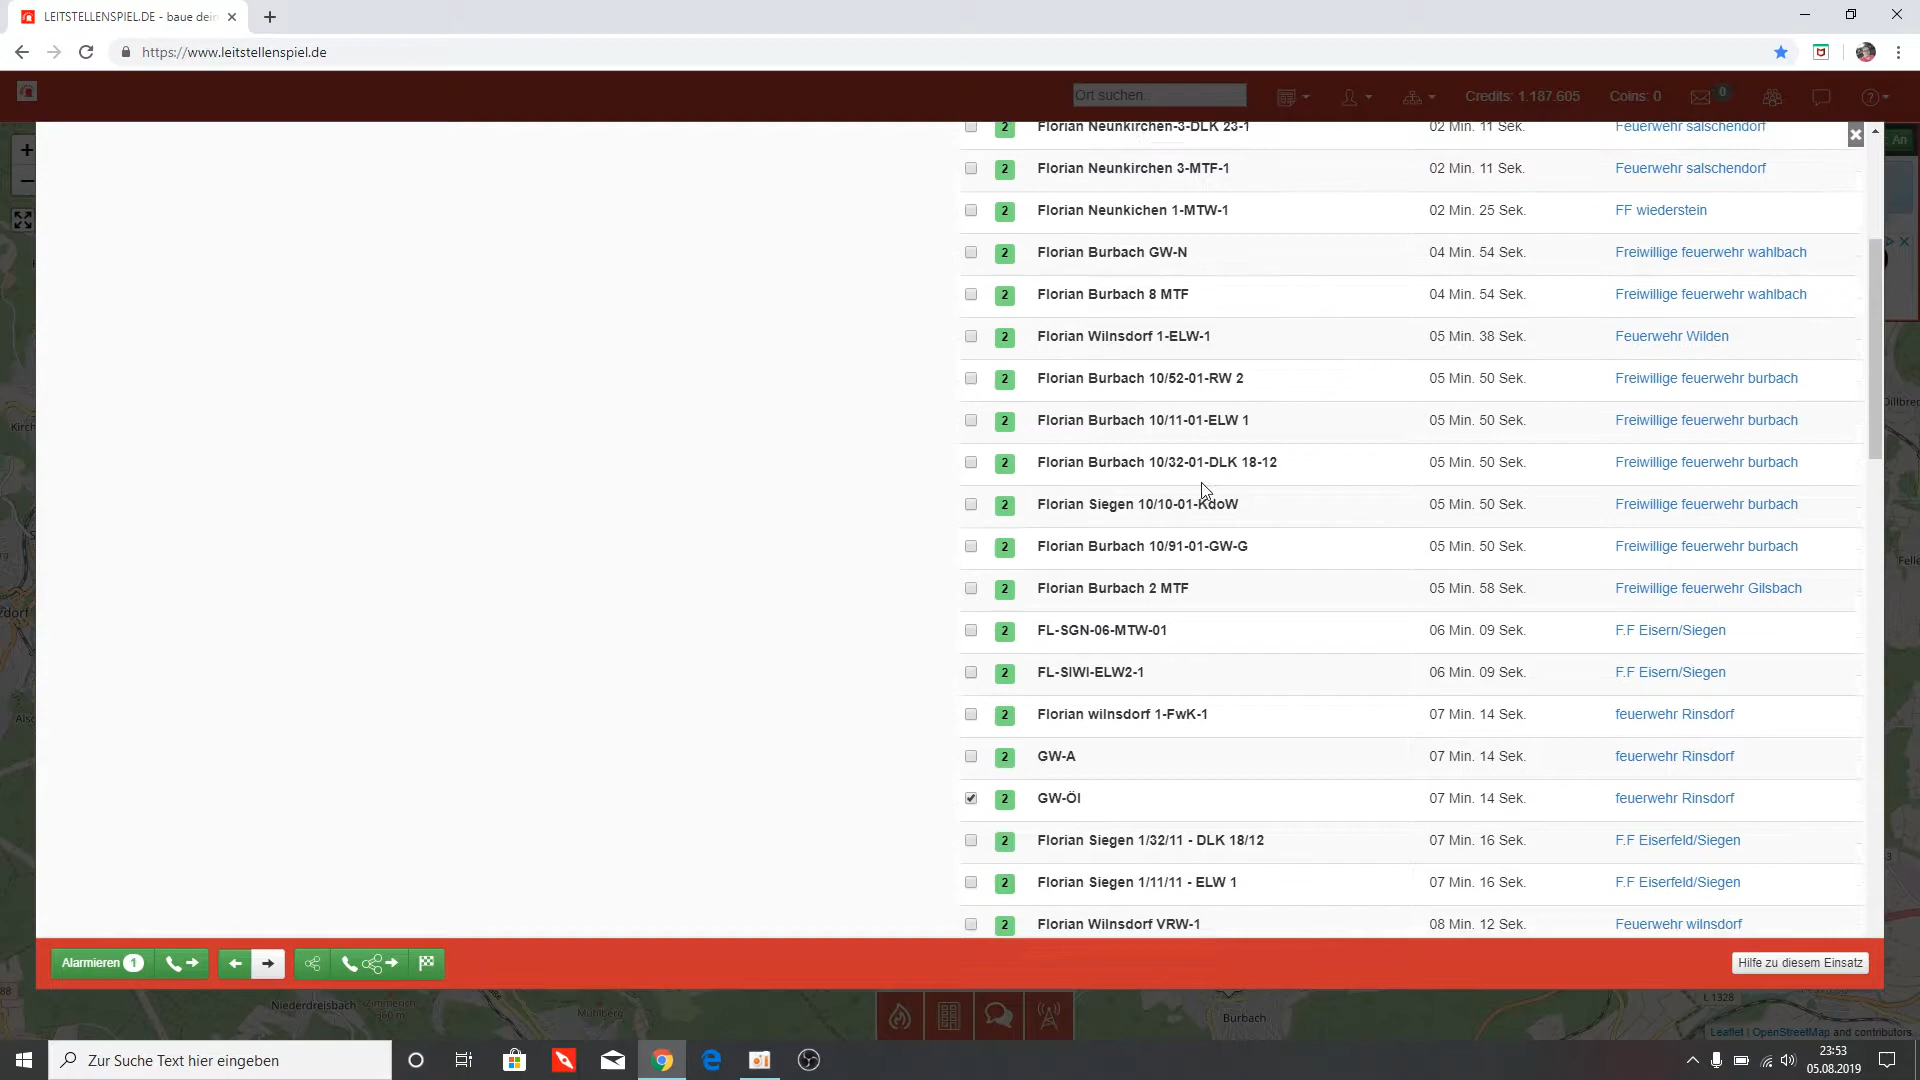 LEITSTELLENSPIEL.DE - baue dein
https://www.leitstellenspiel.de
Ort suchen..
Credits: 1.187.605
Coins: 0
0
An
2 Florian Neunkirchen-3-DLK 23-1 02 Min. 11 Sek. Feuerwehr salschendorf
2 Florian Neunkirchen 3-MTF-1 02 Min. 11 Sek. Feuerwehr salschendorf
2 Florian Neunkichen 1-MTW-1 02 Min. 25 Sek. FF wiederstein
2 Florian Burbach GW-N 04 Min. 54 Sek. Freiwillige feuerwehr wahlbach
2 Florian Burbach 8 MTF 04 Min. 54 Sek. Freiwillige feuerwehr wahlbach
2 Florian Wilnsdorf 1-ELW-1 05 Min. 38 Sek. Feuerwehr Wilden
2 Florian Burbach 10/52-01-RW 2 05 Min. 50 Sek. Freiwillige feuerwehr burbach
2 Florian Burbach 10/11-01-ELW 1 05 Min. 50 Sek. Freiwillige feuerwehr burbach
2 Florian Burbach 10/32-01-DLK 18-12 05 Min. 50 Sek. Freiwillige feuerwehr burbach
2 Florian Siegen 10/10-01-KdoW 05 Min. 50 Sek. Freiwillige feuerwehr burbach
2 Florian Burbach 10/91-01-GW-G 05 Min. 50 Sek. Freiwillige feuerwehr burbach
2 Florian Burbach 2 MTF 05 Min. 58 Sek. Freiwillige feuerwehr Gilsbach
2 FL-SGN-06-MTW-01 06 Min. 09 Sek. F.F Eisern/Siegen
2 FL-SIWI-ELW2-1 06 Min. 09 Sek. F.F Eisern/Siegen
2 Florian wilnsdorf 1-FwK-1 07 Min. 14 Sek. feuerwehr Rinsdorf
2 GW-A 07 Min. 14 Sek. feuerwehr Rinsdorf
2 GW-Öl 07 Min. 14 Sek. feuerwehr Rinsdorf
2 Florian Siegen 1/32/11 - DLK 18/12 07 Min. 16 Sek. F.F Eiserfeld/Siegen
2 Florian Siegen 1/11/11 - ELW 1 07 Min. 16 Sek. F.F Eiserfeld/Siegen
2 Florian Wilnsdorf VRW-1 08 Min. 12 Sek. Feuerwehr wilnsdorf
Alarmieren 1
Hilfe zu diesem Einsatz
Niederdreisbach
Burbach
L 1328
Leaflet | OpenStreetMap and contributors
Zur Suche Text hier eingeben
23:53
05.08.2019